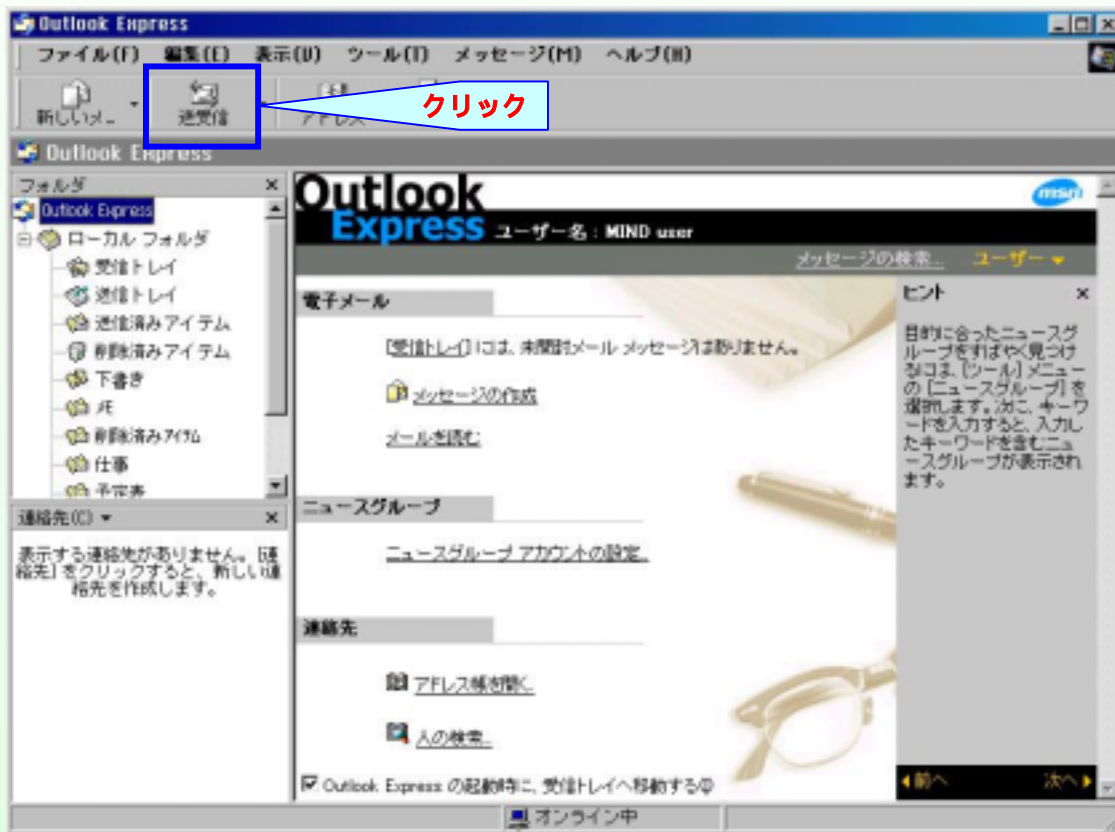 Outlook Express
ファイル(F) 編集(E) 表示(U) ツール(T) メッセージ(M) ヘルプ(H)
新しいメ.. 送受信 アドレス
クリック
Outlook Express
フォルダ
Outlook Express
ローカル フォルダ
受信トレイ
送信トレイ
送信済みアイテム
削除済みアイテム
下書き
メモ
削除済みアイテム
仕事
予定表
連絡先(C)
表示する連絡先がありません。[連
絡先] をクリックすると、新しい連
絡先を作成します。
Outlook
Express ユーザー名 : MIND user
msn
メッセージの検索... ユーザー
電子メール
[受信トレイ] には、未開封メール メッセージはありません。
メッセージの作成
メールを読む
ニュースグループ
ニュースグループ アカウントの設定...
連絡先
アドレス帳を開く...
人の検索...
Outlook Express の起動時に、受信トレイへ移動する(I)
ヒント
目的に合ったニュースグ
ループをすばやく見つけ
るには、[ツール] メニュー
の [ニュースグループ] を
選択します。次に、キーワ
ードを入力すると、入力し
たキーワードを含むニュ
ースグループが表示され
ます。
前へ 次へ
オンライン中